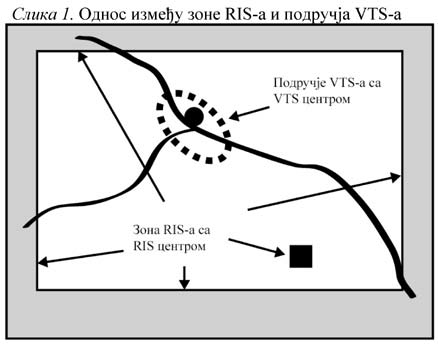 Слика 1. Однос између зоне RIS-а и подручја VTS-а
Подручје VTS-а са
VTS центром
Зона RIS-а са
RIS центром